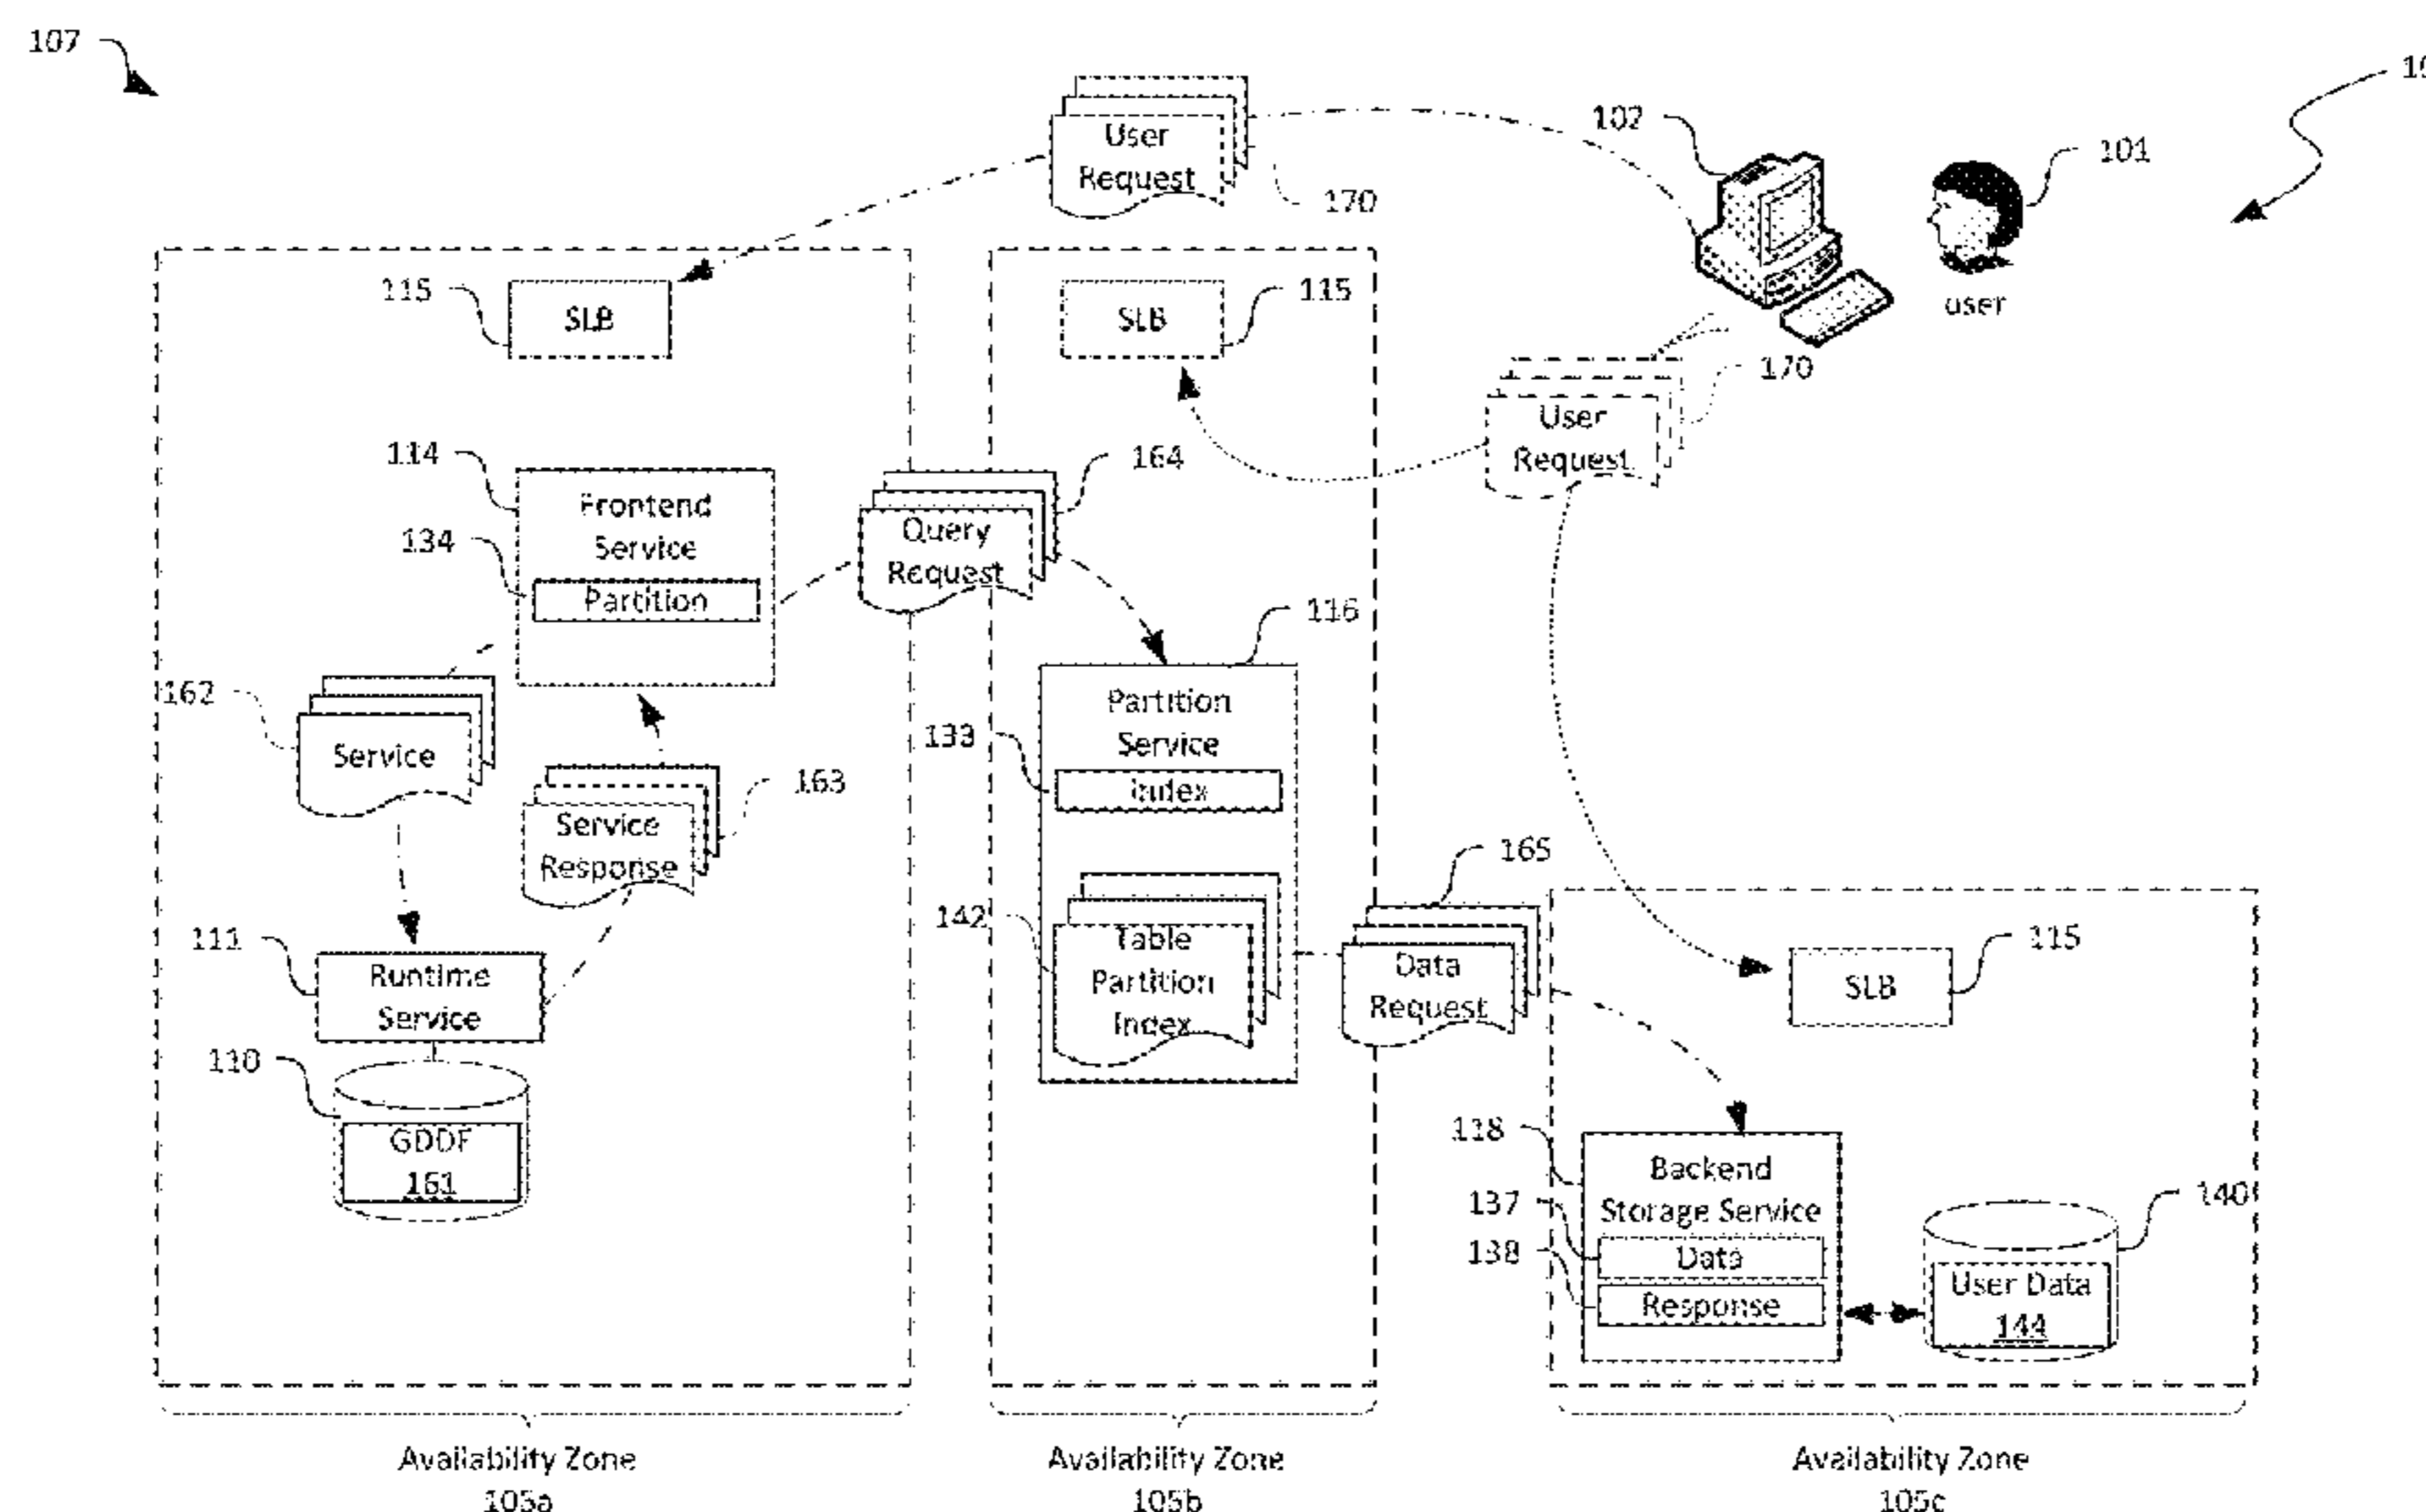 107
102
101
User
Request
170
user
115
SLB
SLB
115
170
User
Request
114
Frontend
Service
134
Partition
164
Query
Request
116
162
Service
163
Service
Response
Partition
Service
133
Index
142
Table
Partition
Index
165
Data
Request
111
Runtime
Service
110
GDDF
161
SLB
115
118
Backend
Storage Service
137
Data
138
Response
140
User Data
144
Availability Zone
105a
Availability Zone
105b
Availability Zone
105c